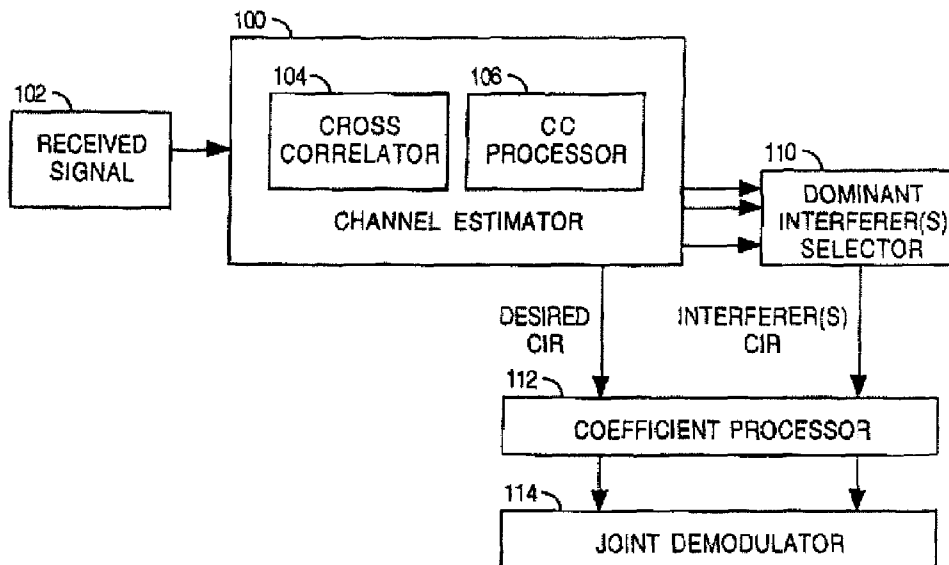 100
104
106
102
CROSS
CORRELATOR
CC
PROCESSOR
RECEIVED
SIGNAL
110
CHANNEL ESTIMATOR
DOMINANT
INTERFERER(S)
SELECTOR
DESIRED
CIR
INTERFERER(S)
CIR
112
COEFFICIENT PROCESSOR
114
JOINT DEMODULATOR